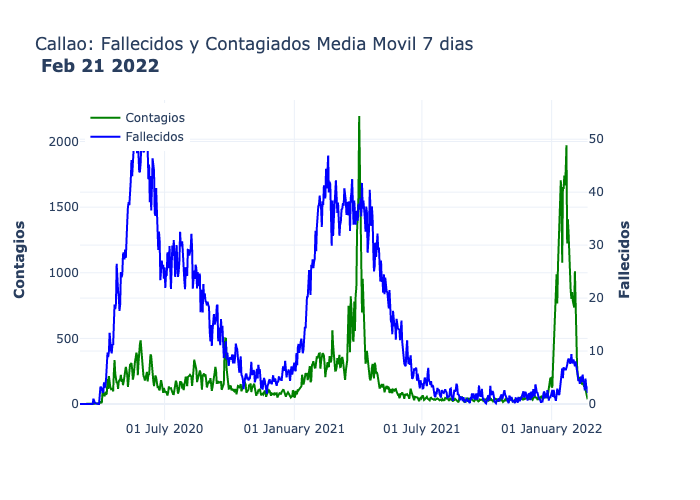 Callao: Fallecidos y Contagiados Media Movil 7 dias
Feb 21 2022
Contagios
Fallecidos
2000
1500
1000
500
0
50
40
30
20
10
0
Contagios
Fallecidos
01 July 2020
01 January 2021
01 July 2021
01 January 2022